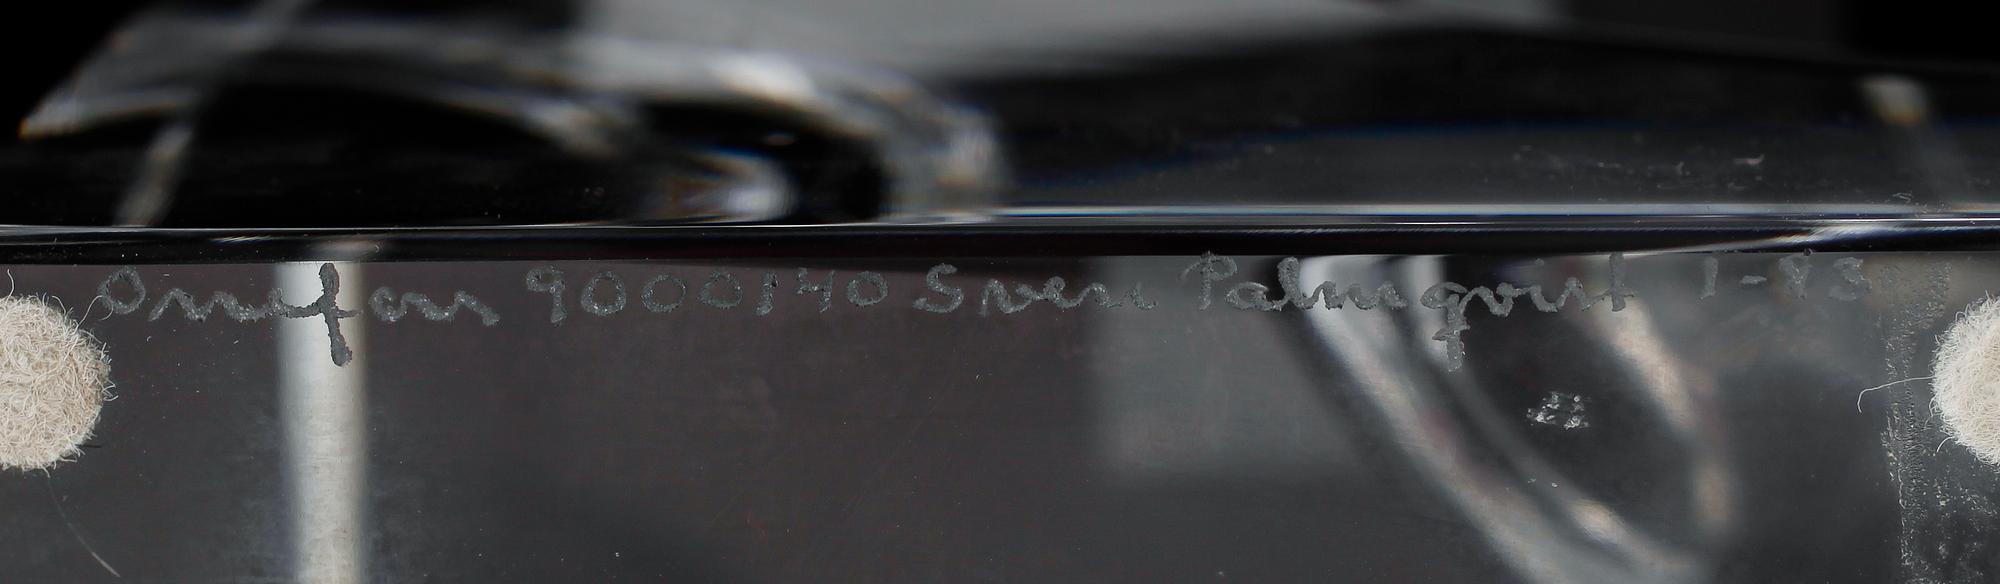 Orrefors 9000140 Sven Palmqvist 1-83